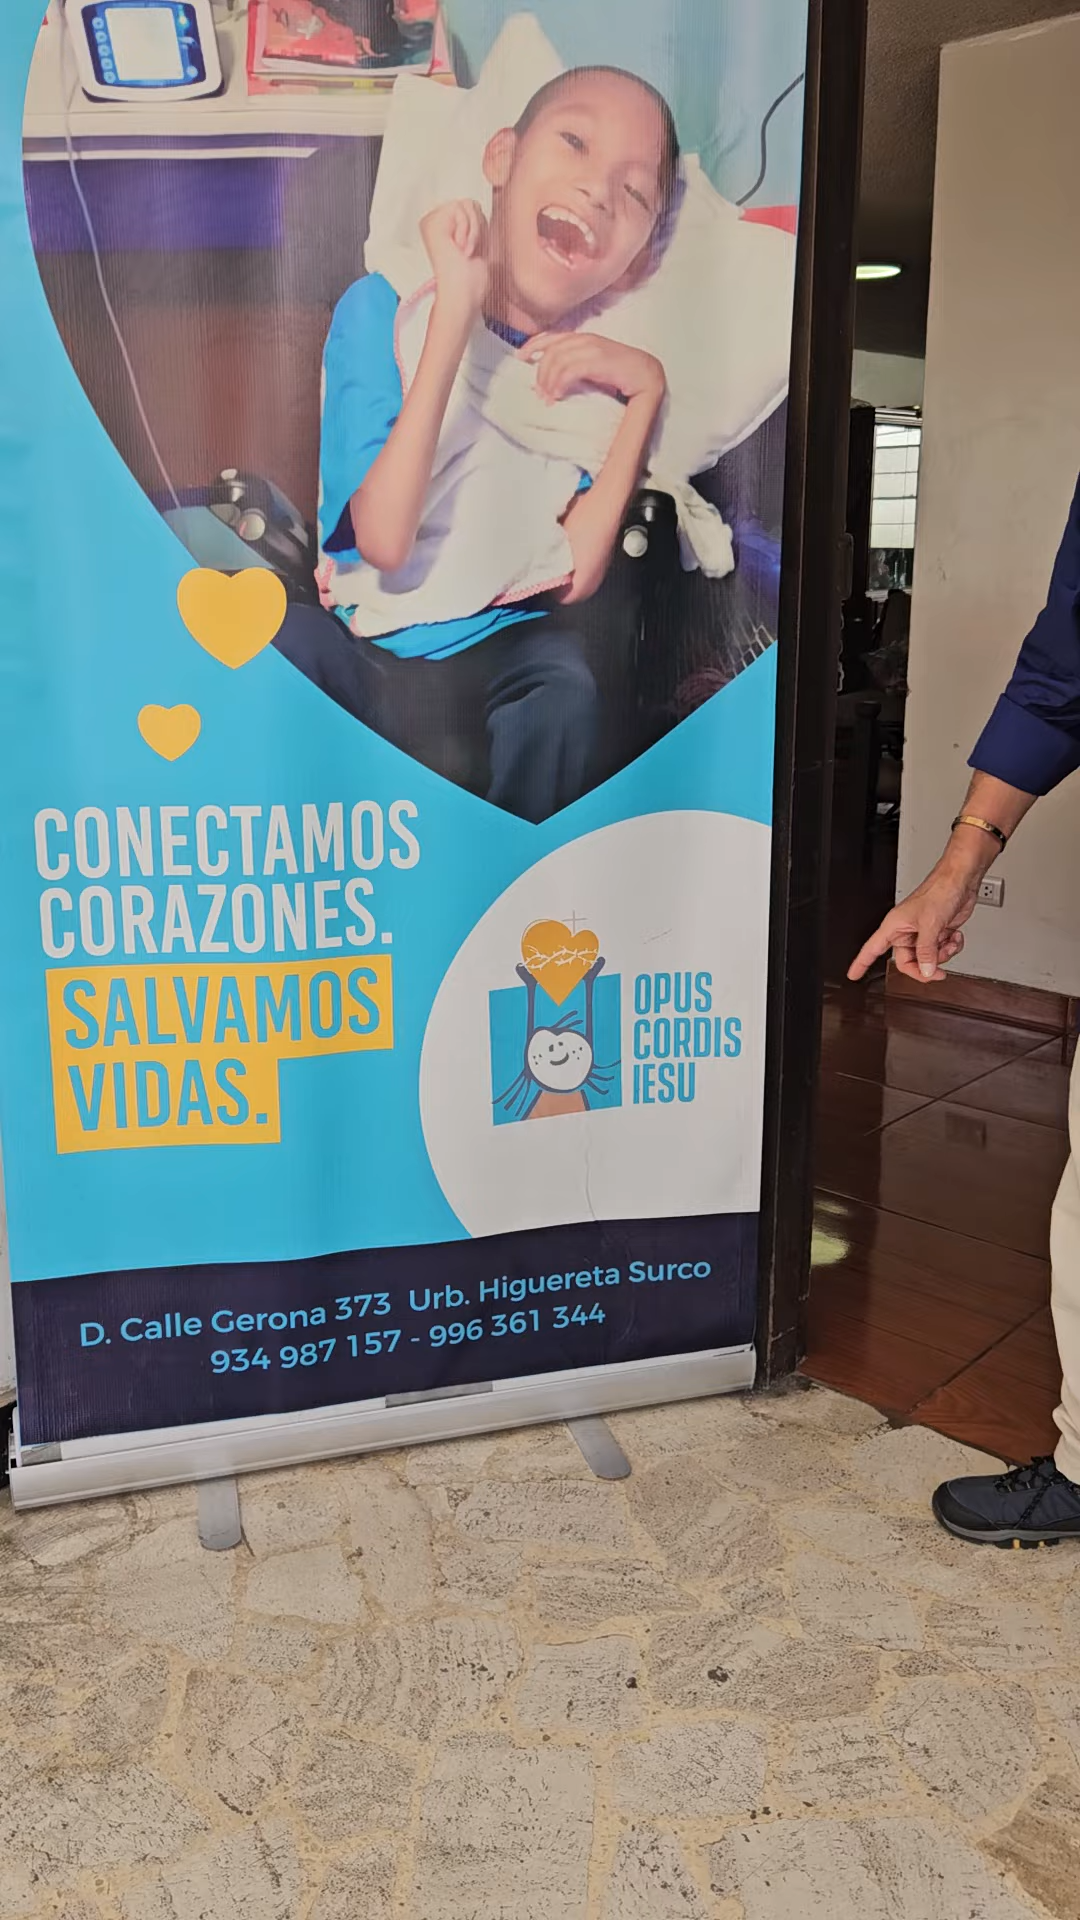 CONECTAMOS
CORAZONES.
SALVAMOS
VIDAS.
OPUS
CORDIS
IESU
D. Calle Gerona 373 Urb. Higuereta Surco
934 987 157 - 996 361 344